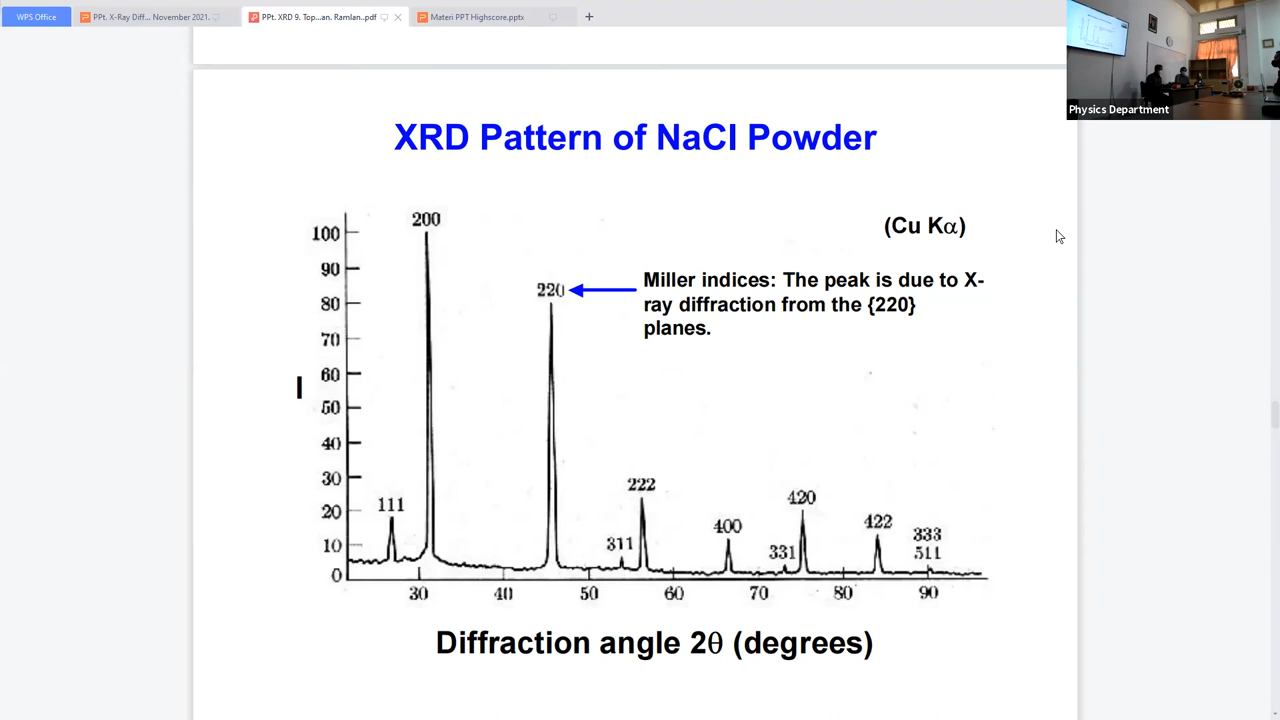 WPS Office
PPt. X-Ray Diff... November 2021.
PPt. XRD 9. Top...an. Ramlan..pdf
Materi PPT Highscore.pptx
Physics Department
XRD Pattern of NaCl Powder
(Cu Kα)
Miller indices: The peak is due to X-
ray diffraction from the {220}
planes.
I
100
90
80
70
60
50
40
30
20
10
0
111
200
220
311
222
400
331
420
422
333
511
30 40 50 60 70 80 90
Diffraction angle 2θ (degrees)